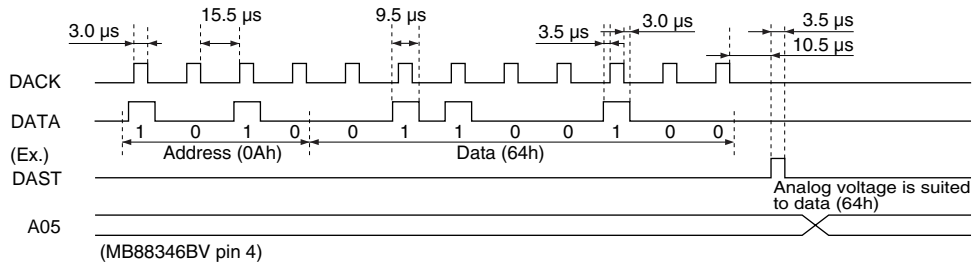 3.0 μs 15.5 μs 9.5 μs 3.5 μs 3.0 μs 3.5 μs
10.5 μs
DACK
DATA
1 0 1 0 0 1 1 0 0 1 0 0
Address (0Ah) Data (64h)
(Ex.)
DAST
Analog voltage is suited
to data (64h)
A05
(MB88346BV pin 4)